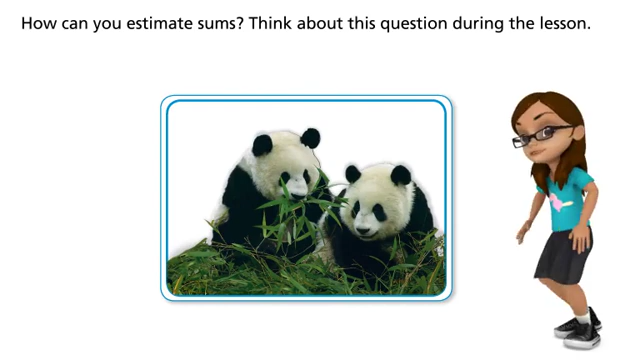 How can you estimate sums? Think about this question during the lesson.